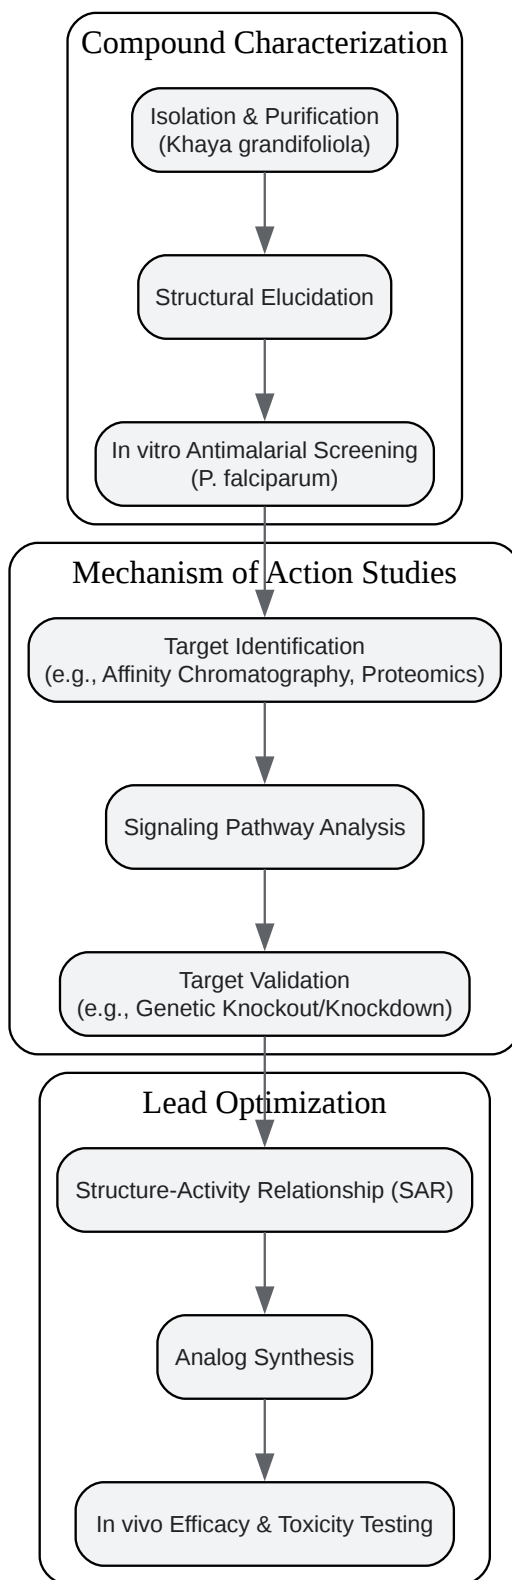 Compound Characterization
Isolation & Purification
(Khaya grandifoliola)
Structural Elucidation
In vitro Antimalarial Screening
(P. falciparum)
Mechanism of Action Studies
Target Identification
(e.g., Affinity Chromatography, Proteomics)
Signaling Pathway Analysis
Target Validation
(e.g., Genetic Knockout/Knockdown)
Lead Optimization
Structure-Activity Relationship (SAR)
Analog Synthesis
In vivo Efficacy & Toxicity Testing